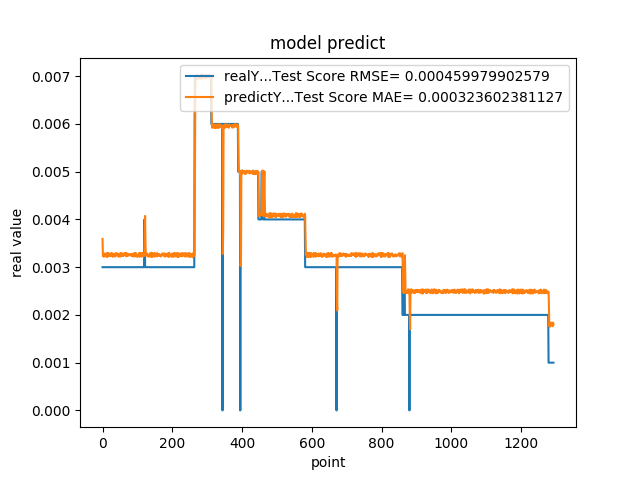 model predict
realY...Test Score RMSE= 0.000459979902579
predictY...Test Score MAE= 0.000323602381127
0.007
0.006
0.005
0.004
0.003
0.002
0.001
0.000
real value
0 200 400 600 800 1000 1200
point